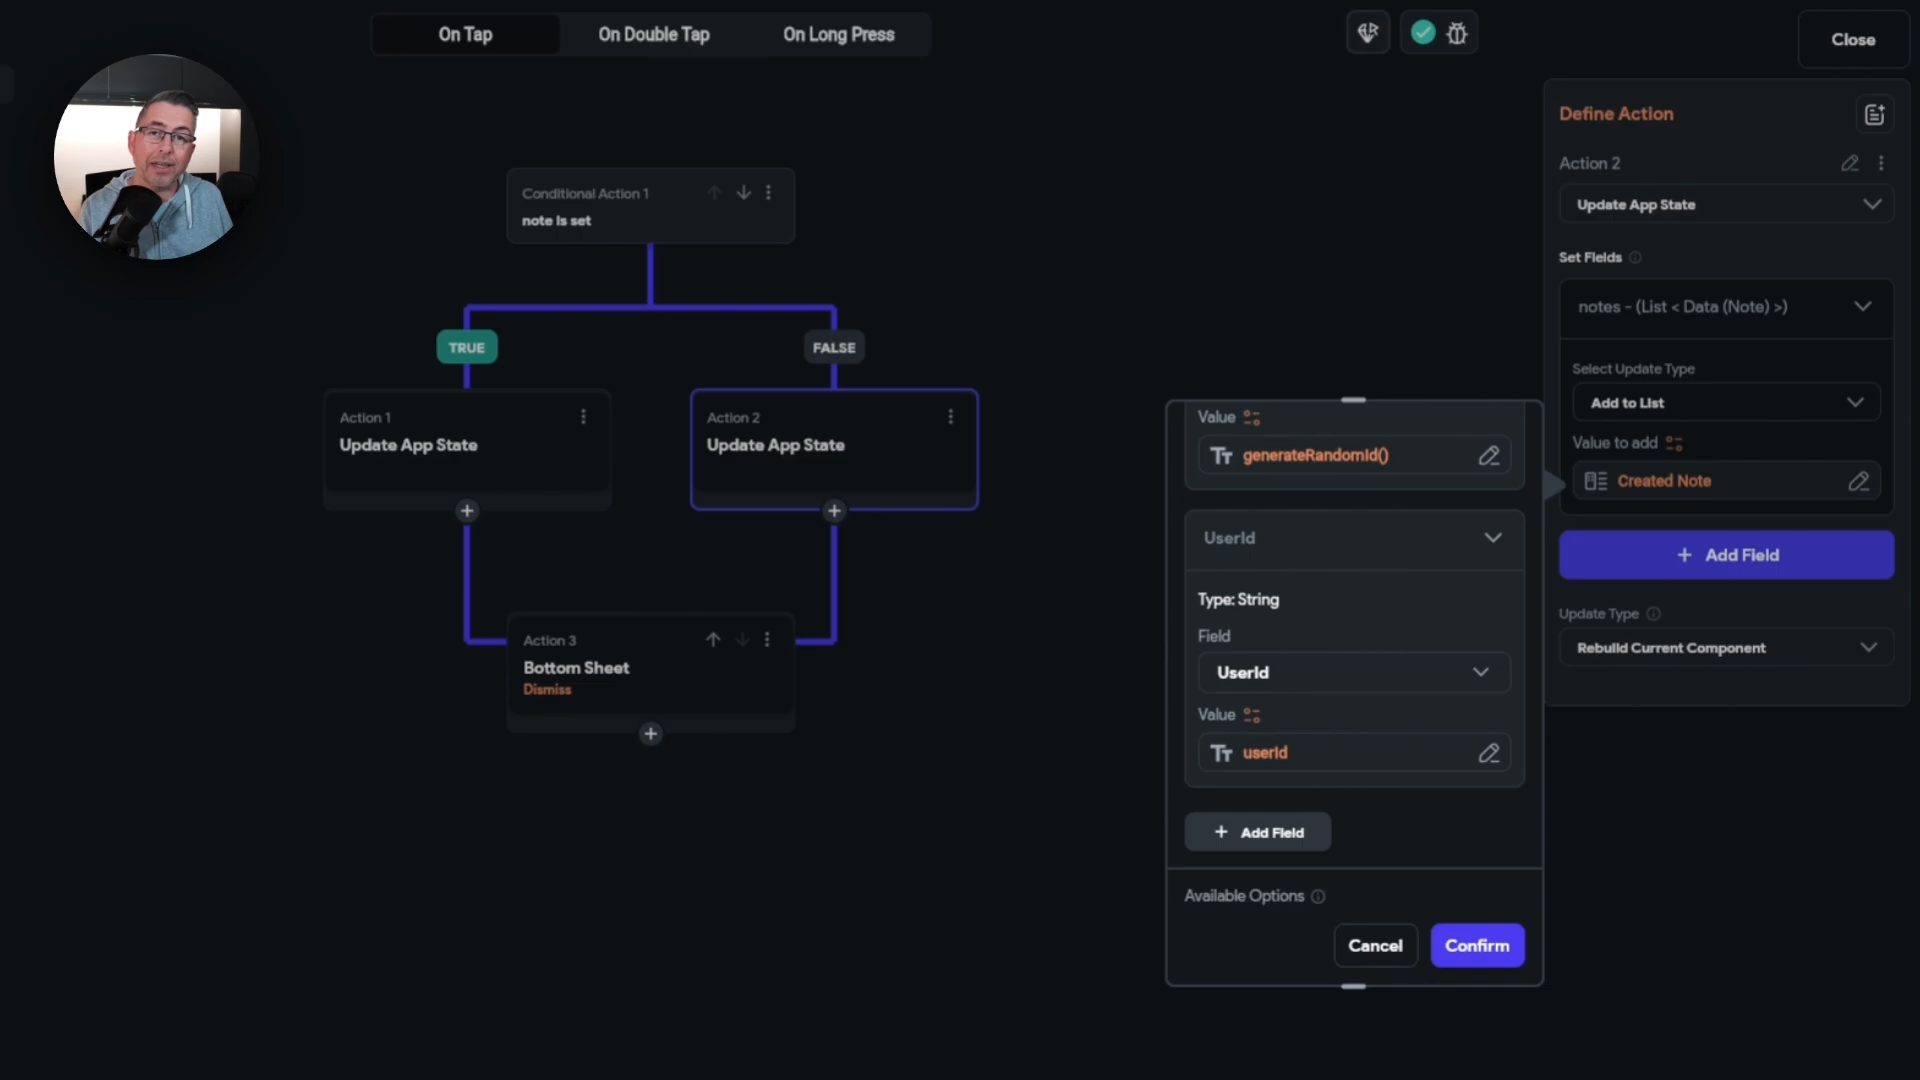 On Tap
On Double Tap
On Long Press
Close
Conditional Action 1
note Is set
TRUE
FALSE
Action 1
Update App State
Action 2
Update App State
Action 3
Bottom Sheet
Dismiss
Value
generateRandomId()
UserId
Type: String
Field
UserId
Value
userId
Add Field
Available Options
Cancel
Confirm
Define Action
Action 2
Update App State
Set Fields
notes - (List < Data (Note) >)
Select Update Type
Add to List
Value to add
Created Note
Add Field
Update Type
Rebuild Current Component